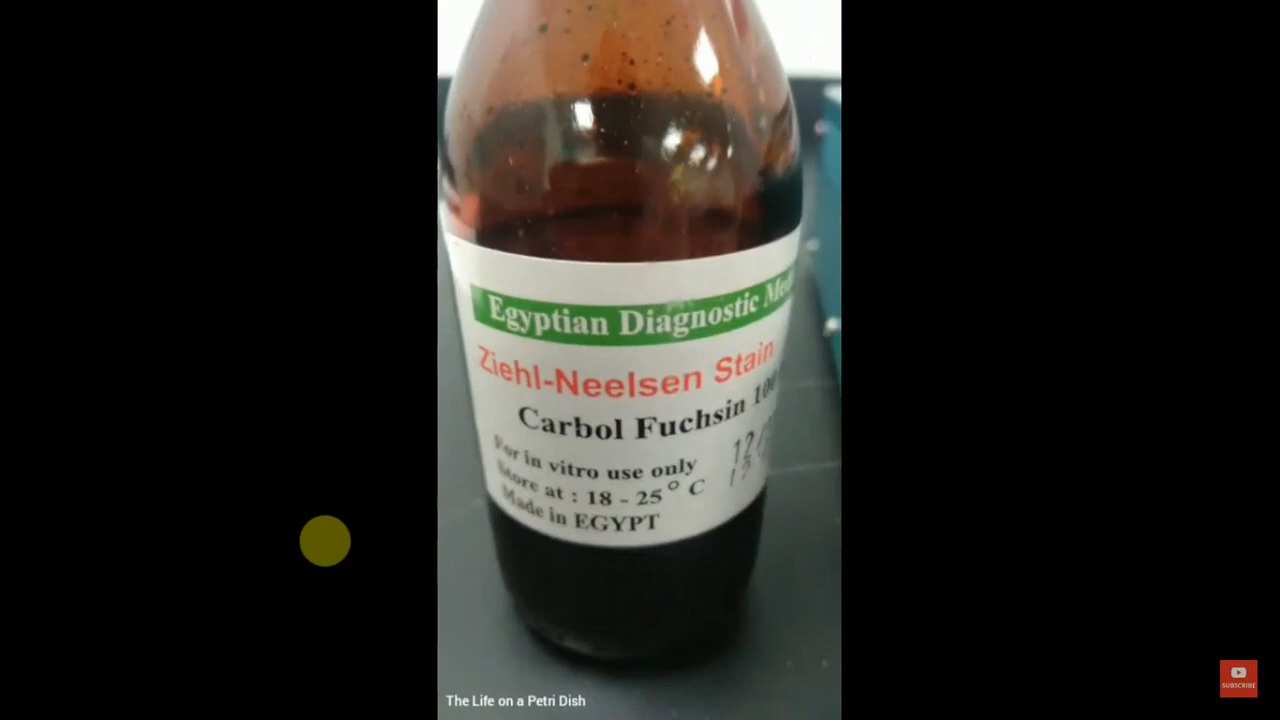 Egyptian Diagnostic
Ziehl-Neelsen Stain
Carbol Fuchsin 100
For in vitro use only
Store at : 18 - 25° C
Made in EGYPT
The Life on a Petri Dish
SUBSCRIBE